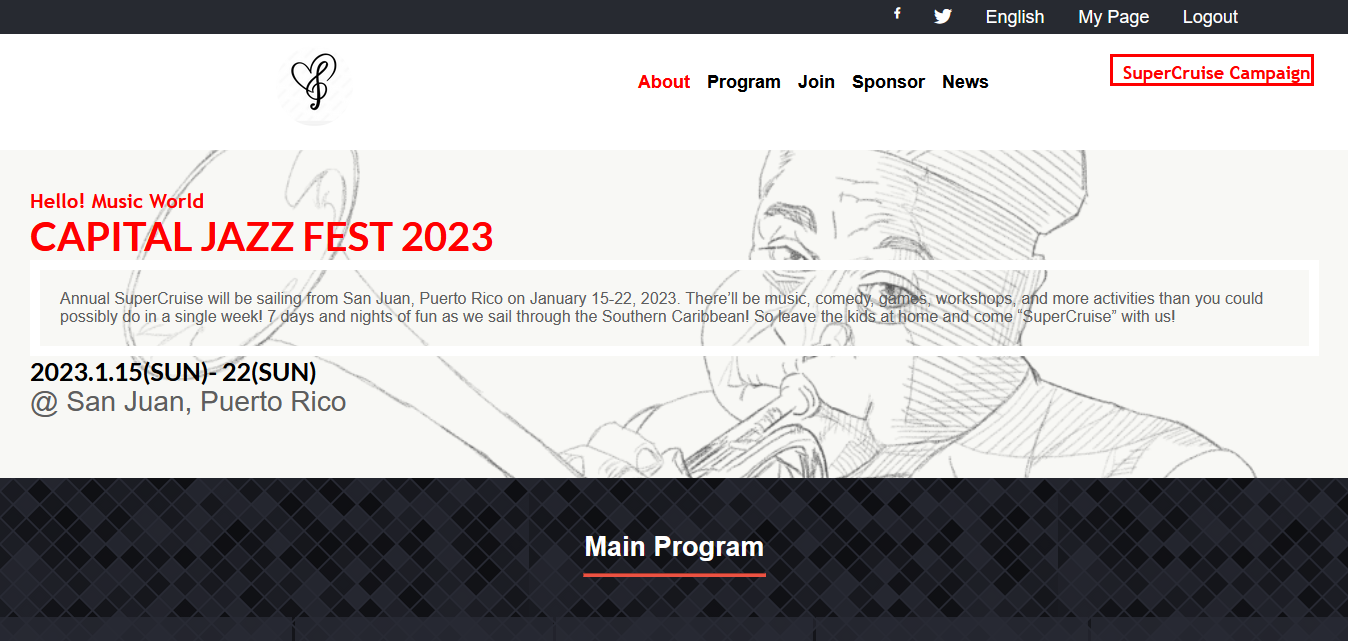 English My Page Logout
About Program Join Sponsor News
SuperCruise Campaign
Hello! Music World
CAPITAL JAZZ FEST 2023
Annual SuperCruise will be sailing from San Juan, Puerto Rico on January 15-22, 2023. There’ll be music, comedy, games, workshops, and more activities than you could
possibly do in a single week! 7 days and nights of fun as we sail through the Southern Caribbean! So leave the kids at home and come “SuperCruise” with us!
2023.1.15(SUN)- 22(SUN)
@ San Juan, Puerto Rico
Main Program